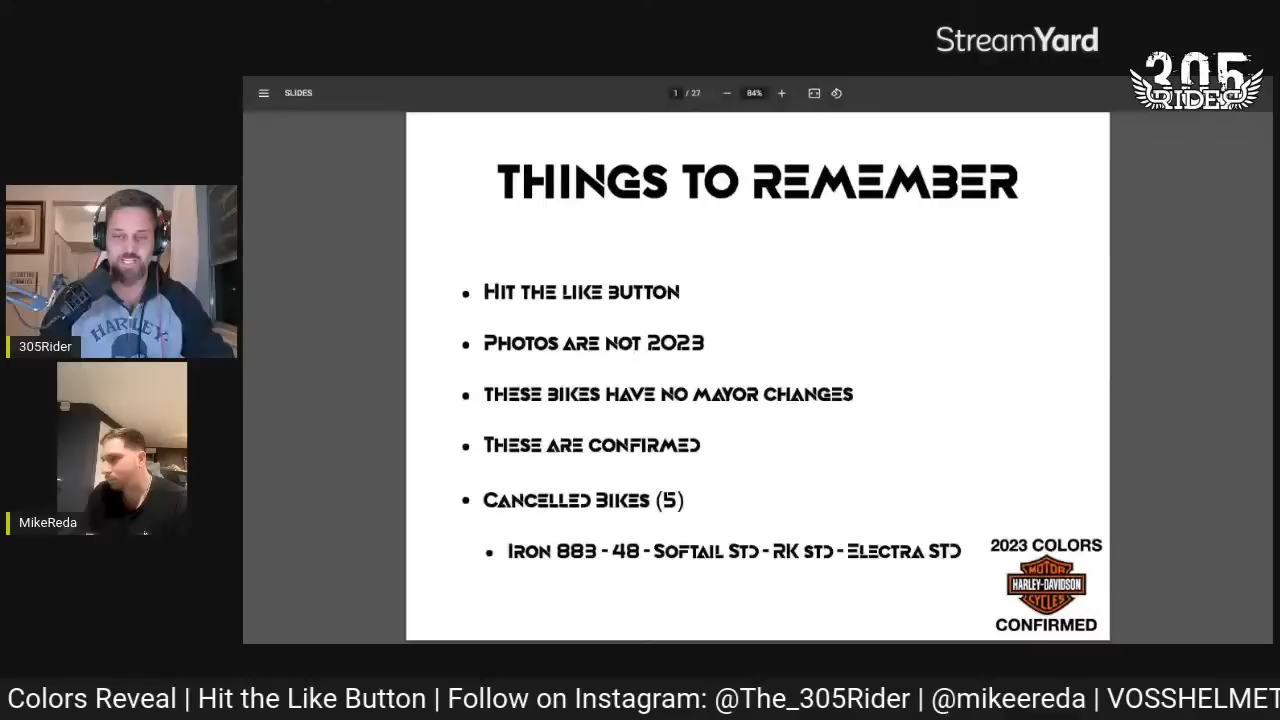 StreamYard
305
RIDER
SLIDES
1 / 27
84%
THINGS TO REMEMBER
HIT THE LIKE BUTTON
PHOTOS ARE NOT 2023
THESE BIKES HAVE NO MAYOR CHANGES
THESE ARE CONFIRMED
CANCELLED BIKES (5)
IRON 883 - 48 - SOFTAIL STD - RK STD - ELECTRA STD
2023 COLORS
MOTOR
HARLEY-DAVIDSON
CYCLES
CONFIRMED
HARLEY
305Rider
MikeReda
Colors Reveal | Hit the Like Button | Follow on Instagram: @The_305Rider | @mikeereda | VOSSHELMET